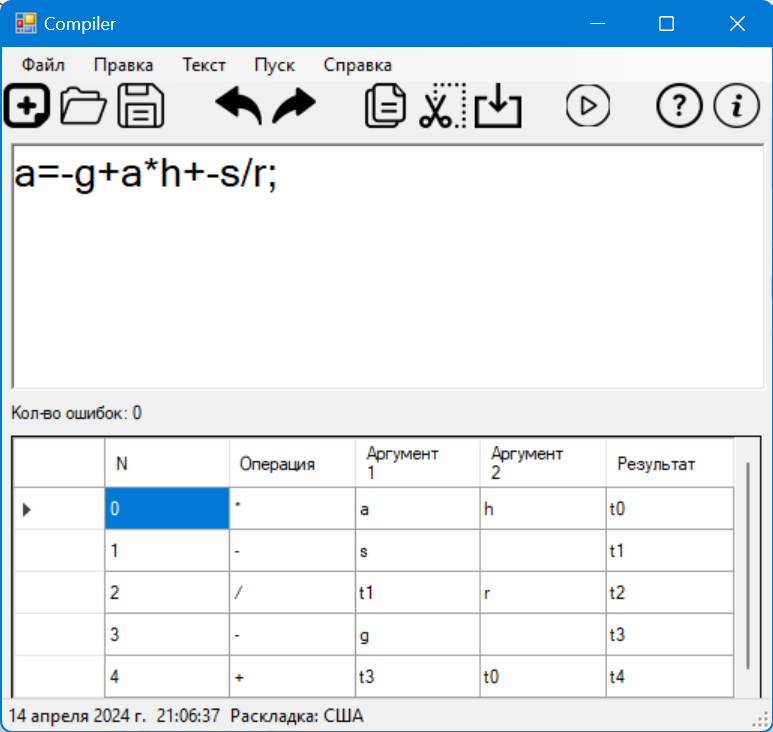 Compiler
Файл Правка Текст Пуск Справка
a=-g+a*h+-s/r;
Кол-во ошибок: 0
N Операция Аргумент 1 Аргумент 2 Результат
0 * a h t0
1 - s t1
2 / t1 r t2
3 - g t3
4 + t3 t0 t4
14 апреля 2024 г. 21:06:37 Раскладка: США